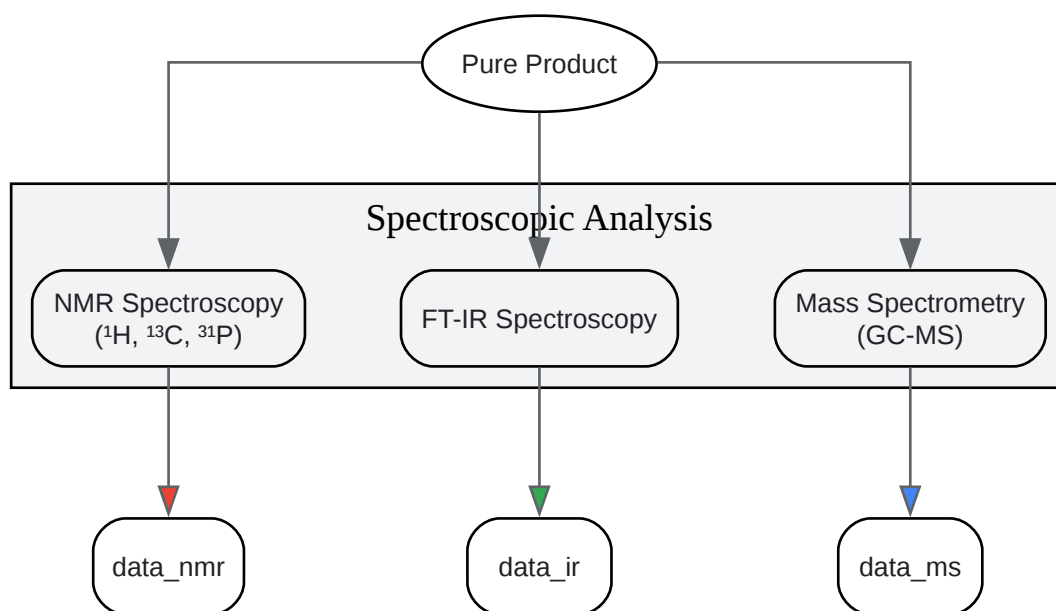 Pure Product
Spectroscopic Analysis
NMR Spectroscopy
(¹H, ¹³C, ³¹P)
FT-IR Spectroscopy
Mass Spectrometry
(GC-MS)
data_nmr
data_ir
data_ms